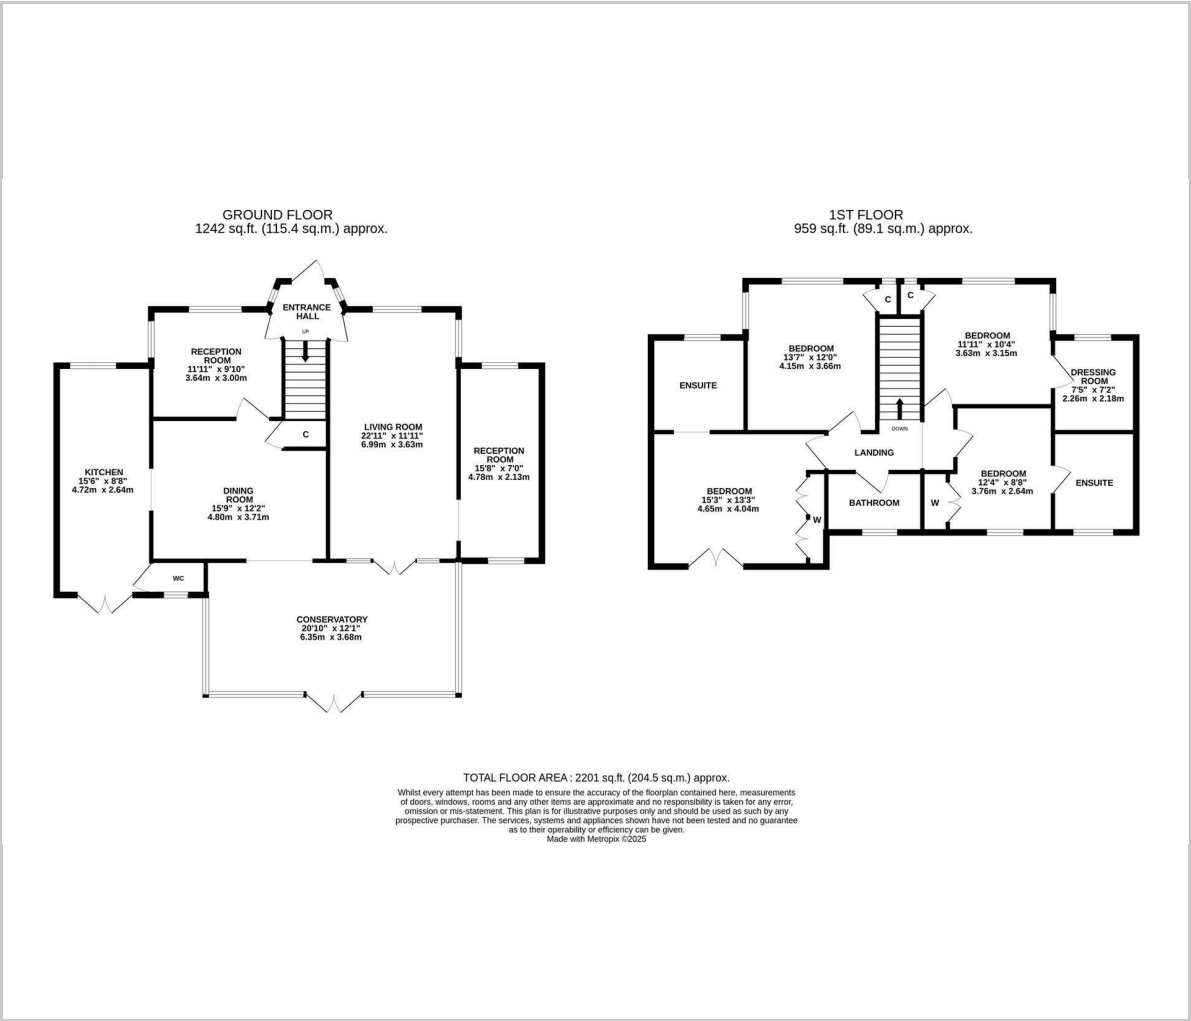 GROUND FLOOR
1242 sq.ft. (115.4 sq.m.) approx.
ENTRANCE
HALL
UP
RECEPTION
ROOM
11'11" x 9'10"
3.64m x 3.00m
C
LIVING ROOM
22'11" x 11'11"
6.99m x 3.63m
RECEPTION
ROOM
15'8" x 7'0"
4.78m x 2.13m
KITCHEN
15'6" x 8'8"
4.72m x 2.64m
DINING
ROOM
15'9" x 12'2"
4.80m x 3.71m
WC
CONSERVATORY
20'10" x 12'1"
6.35m x 3.68m
1ST FLOOR
959 sq.ft. (89.1 sq.m.) approx.
C
C
BEDROOM
13'7" x 12'0"
4.15m x 3.66m
BEDROOM
11'11" x 10'4"
3.63m x 3.15m
ENSUITE
DRESSING
ROOM
7'5" x 7'2"
2.26m x 2.18m
DOWN
LANDING
BEDROOM
15'3" x 13'3"
4.65m x 4.04m
W
BATHROOM
W
BEDROOM
12'4" x 8'8"
3.76m x 2.64m
ENSUITE
TOTAL FLOOR AREA : 2201 sq.ft. (204.5 sq.m.) approx.
Whilst every attempt has been made to ensure the accuracy of the floorplan contained here, measurements
of doors, windows, rooms and any other items are approximate and no responsibility is taken for any error,
omission or mis-statement. This plan is for illustrative purposes only and should be used as such by any
prospective purchaser. The services, systems and appliances shown have not been tested and no guarantee
as to their operability or efficiency can be given.
Made with Metropix ©2025